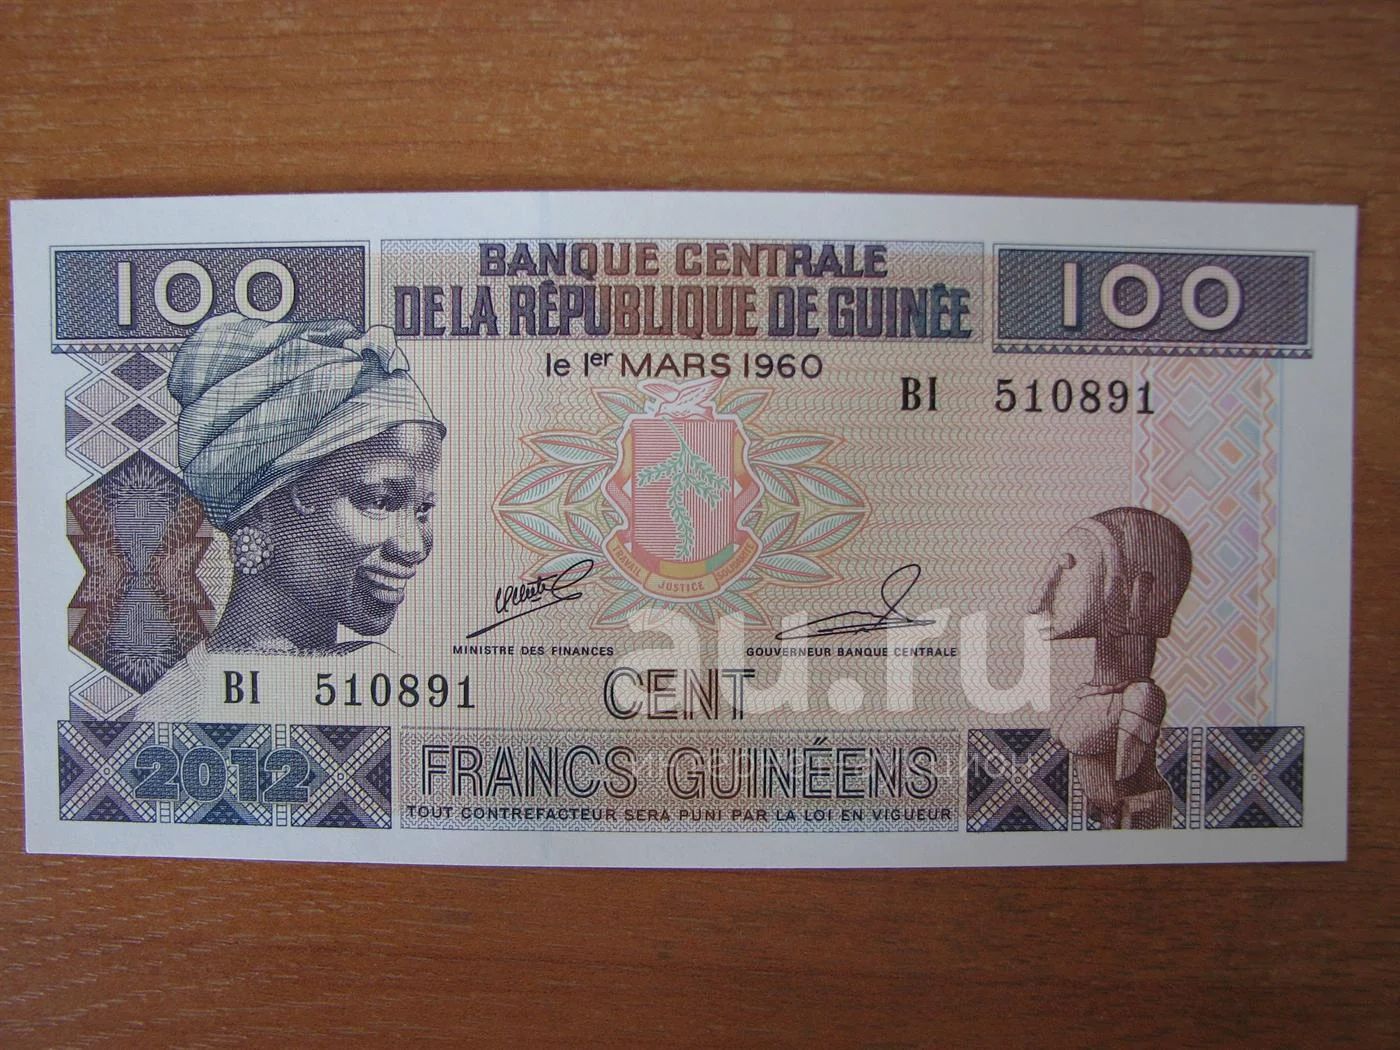 100
BANQUE CENTRALE
DE LA RÉPUBLIQUE DE GUINÉE
100
le 1er MARS 1960
BI 510891
TRAVAIL JUSTICE SOLIDARITÉ
MINISTRE DES FINANCES
GOUVERNEUR BANQUE CENTRALE
au.ru
BI 510891
CENT
2012
FRANCS GUINÉENS
TOUT CONTREFACTEUR SERA PUNI PAR LA LOI EN VIGUEUR